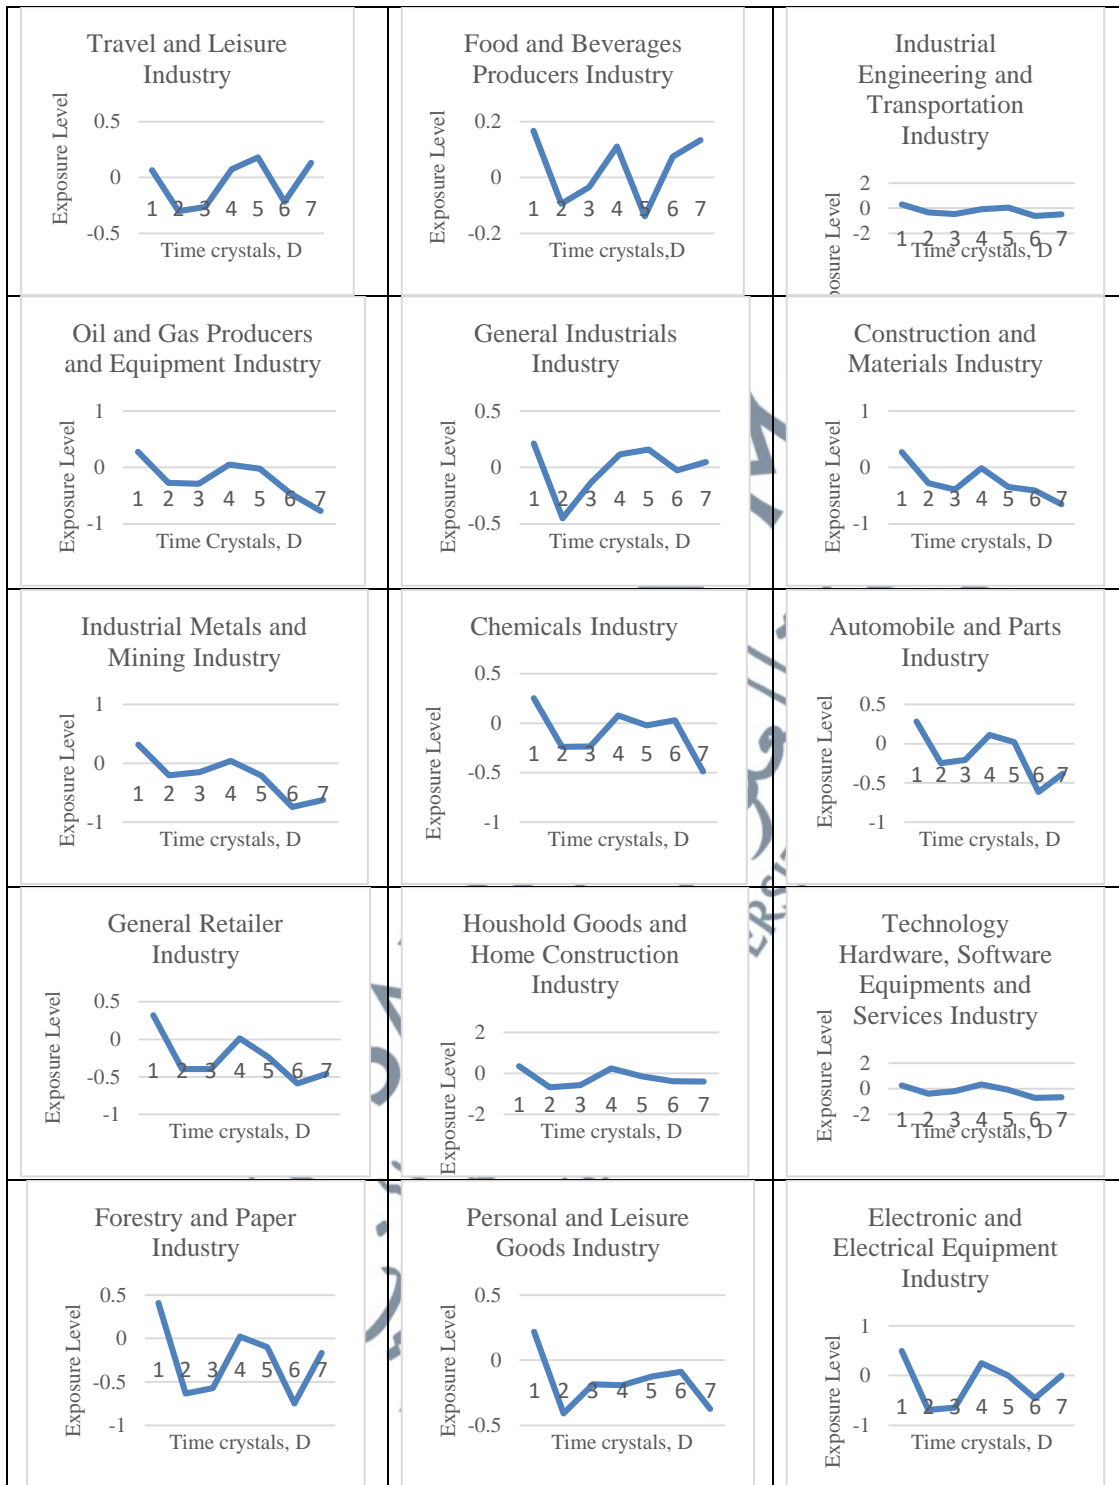 Travel and Leisure
Industry
Exposure Level
0.5
0
-0.5
1 2 3 4 5 6 7
Time crystals, D
Food and Beverages
Producers Industry
Exposure Level
0.2
0
-0.2
1 2 3 4 5 6 7
Time crystals,D
Industrial
Engineering and
Transportation
Industry
posure Level
2
0
-2
1 2 3 4 5 6 7
Time crystals, D
Oil and Gas Producers
and Equipment Industry
Exposure Level
1
0
-1
1 2 3 4 5 6 7
Time Crystals, D
General Industrials
Industry
Exposure Level
0.5
0
-0.5
1 2 3 4 5 6 7
Time crystals, D
Construction and
Materials Industry
Exposure Level
1
0
-1
1 2 3 4 5 6 7
Time crystals, D
Industrial Metals and
Mining Industry
Exposure Level
1
0
-1
1 2 3 4 5 6 7
Time crystals, D
Chemicals Industry
Exposure Level
0.5
0
-0.5
-1
1 2 3 4 5 6 7
Time crystals, D
Automobile and Parts
Industry
Exposure Level
0.5
0
-0.5
-1
1 2 3 4 5 6 7
Time crystals, D
General Retailer
Industry
Exposure Level
0.5
0
-0.5
-1
1 2 3 4 5 6 7
Time crystals, D
Houshold Goods and
Home Construction
Industry
Exposure Level
2
0
-2
1 2 3 4 5 6 7
Time crystals, D
Technology
Hardware, Software
Equipments and
Services Industry
Exposure Level
2
0
-2
1 2 3 4 5 6 7
Time crystals, D
Forestry and Paper
Industry
Exposure Level
0.5
0
-0.5
-1
1 2 3 4 5 6 7
Time crystals, D
Personal and Leisure
Goods Industry
Exposure Level
0.5
0
-0.5
1 2 3 4 5 6 7
Time crystals, D
Electronic and
Electrical Equipment
Industry
Exposure Level
1
0
-1
1 2 3 4 5 6 7
Time crystals, D